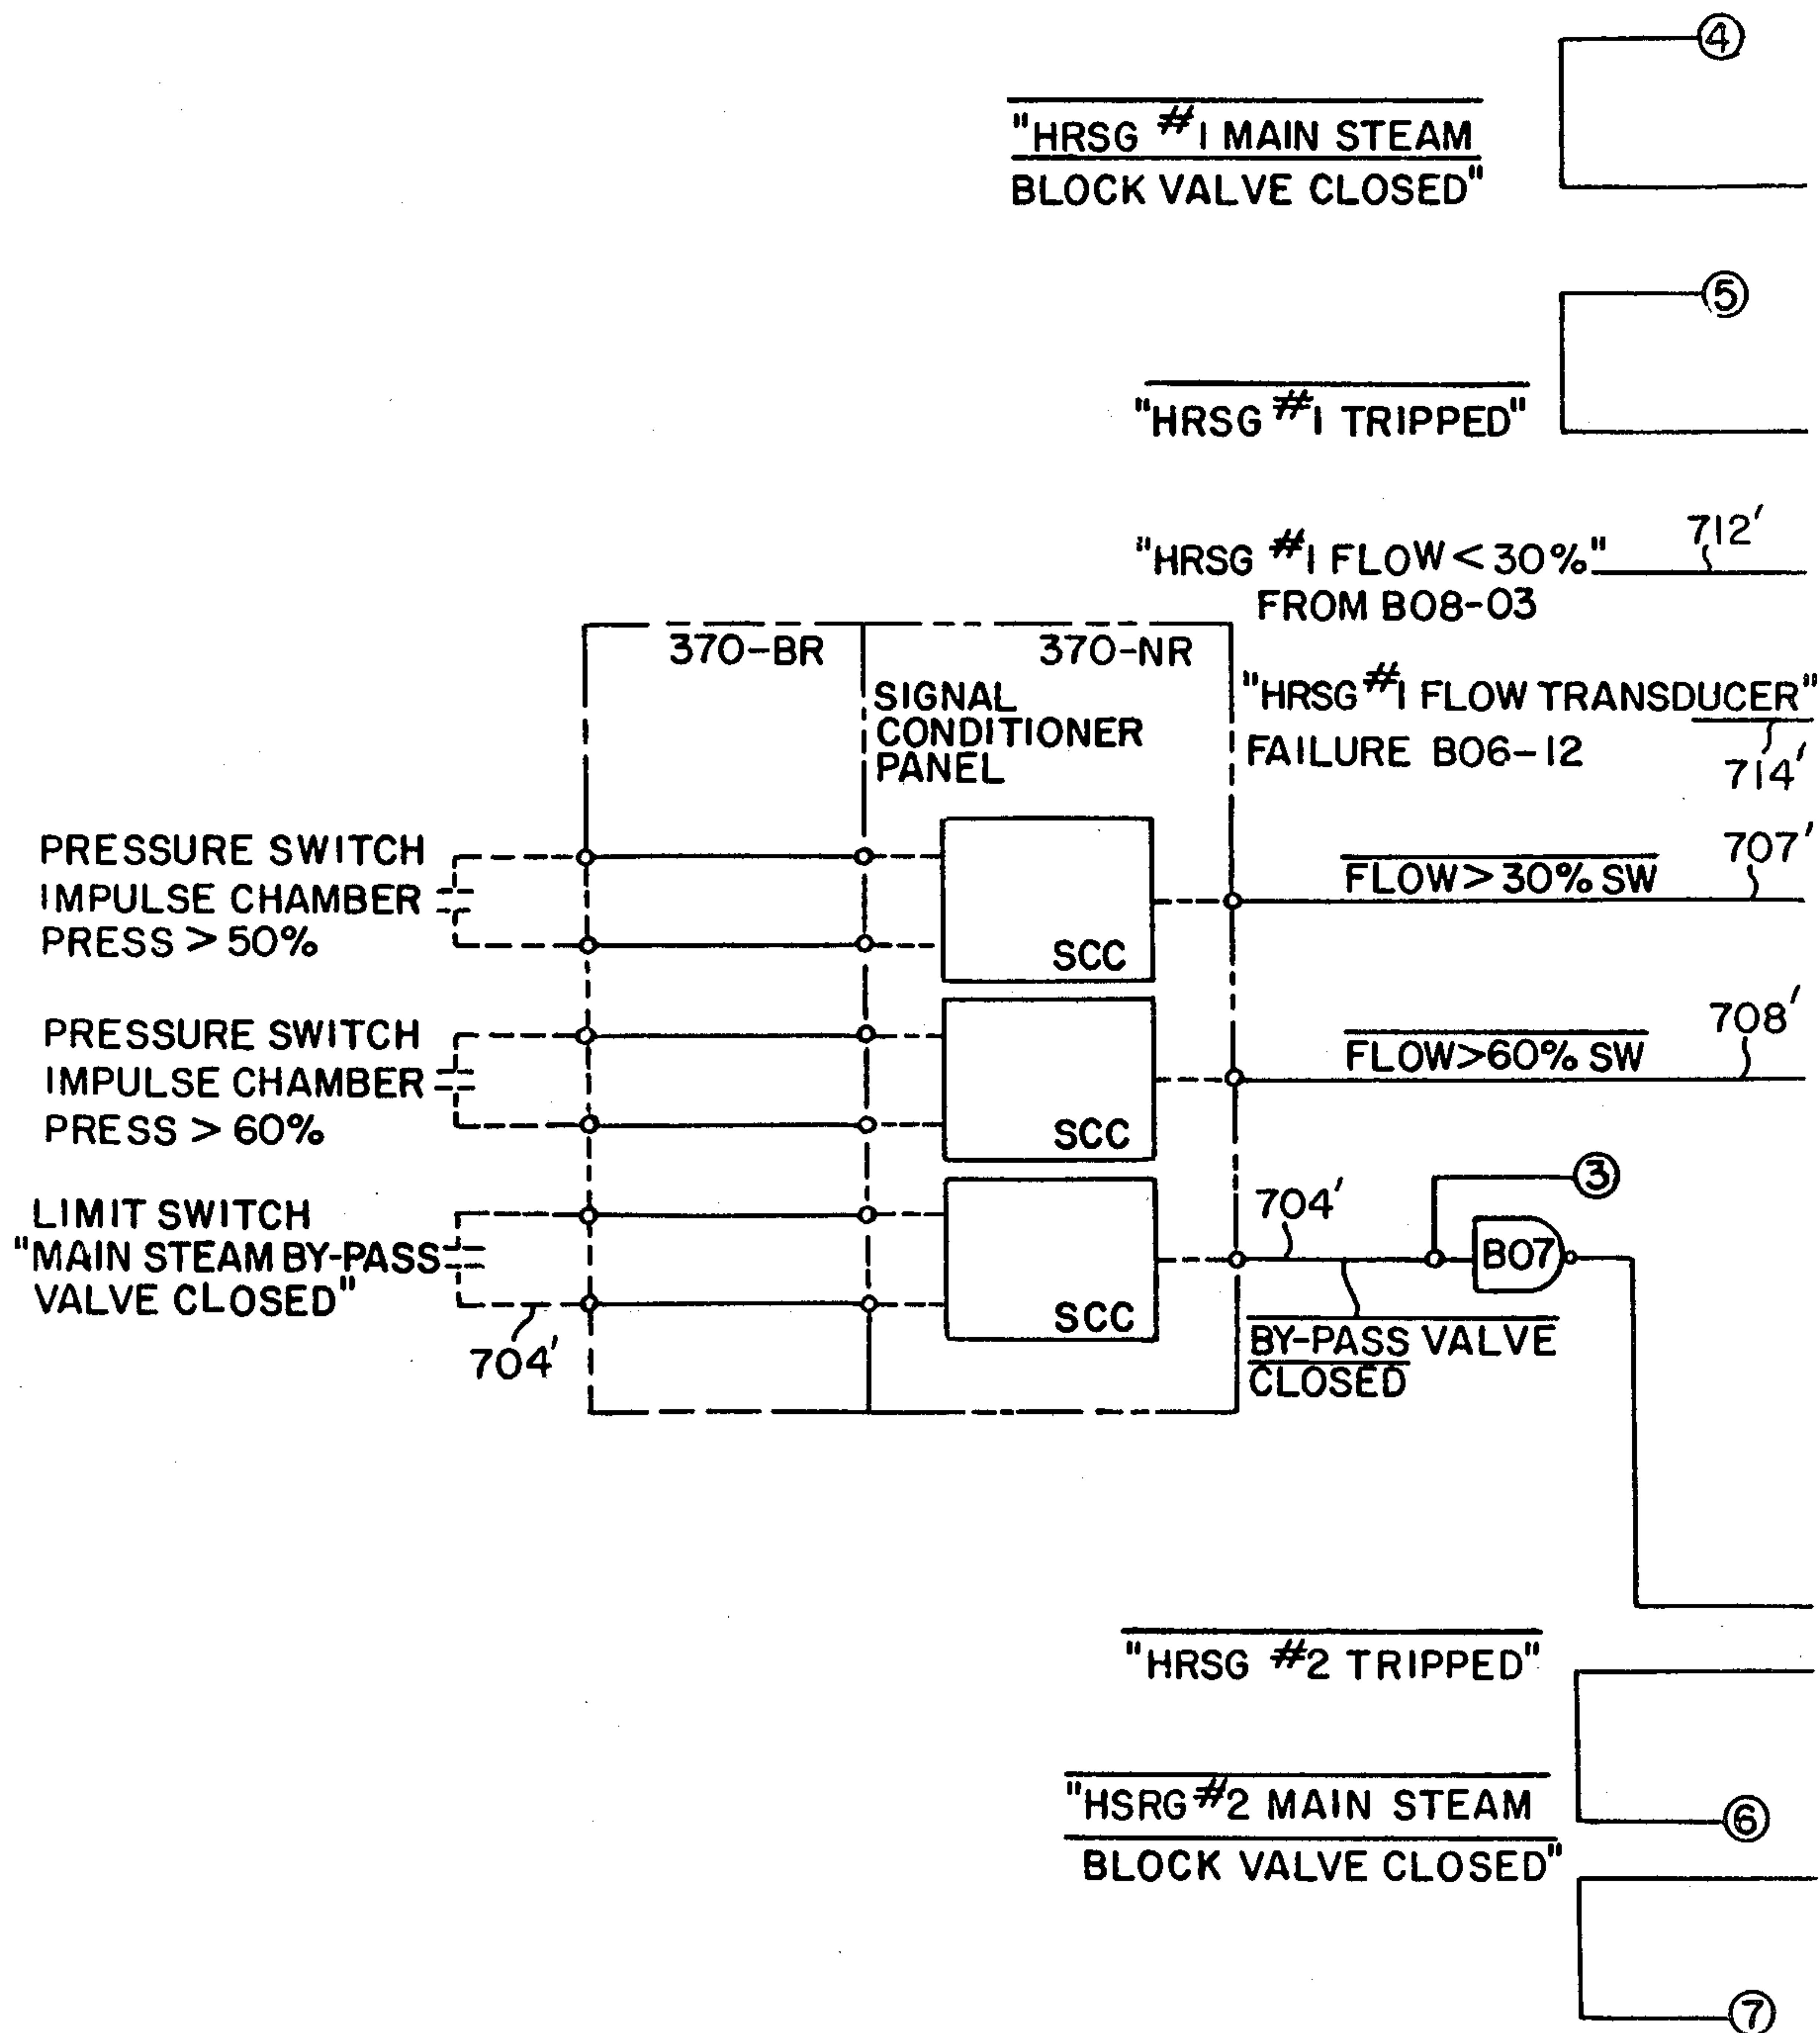 ④
"HRSG #1 MAIN STEAM
BLOCK VALVE CLOSED"
⑤
"HRSG #1 TRIPPED"
712'
"HRSG #1 FLOW < 30%"
FROM B08-03
370-BR
370-NR
SIGNAL
CONDITIONER
PANEL
"HRSG #1 FLOW TRANSDUCER"
FAILURE B06-12
714'
PRESSURE SWITCH
IMPULSE CHAMBER
PRESS > 50%
SCC
FLOW > 30% SW
707'
PRESSURE SWITCH
IMPULSE CHAMBER
PRESS > 60%
SCC
FLOW>60% SW
708'
LIMIT SWITCH
"MAIN STEAM BY-PASS
VALVE CLOSED"
704'
SCC
704'
③
B07
BY-PASS VALVE
CLOSED
"HRSG #2 TRIPPED"
"HSRG #2 MAIN STEAM
BLOCK VALVE CLOSED"
⑥
⑦